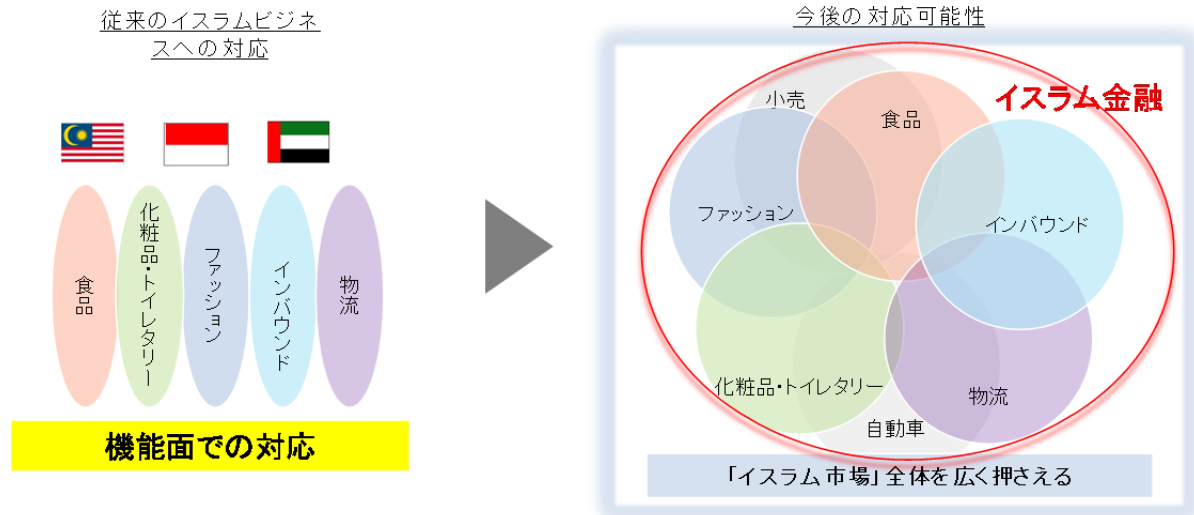 従来のイスラムビジネ
スへの対応
食品
化粧品・トイレタリー
ファッション
インバウンド
物流
機能面での対応
今後の対応可能性
イスラム金融
小売
食品
ファッション
インバウンド
化粧品・トイレタリー
物流
自動車
「イスラム市場」全体を広く押さえる